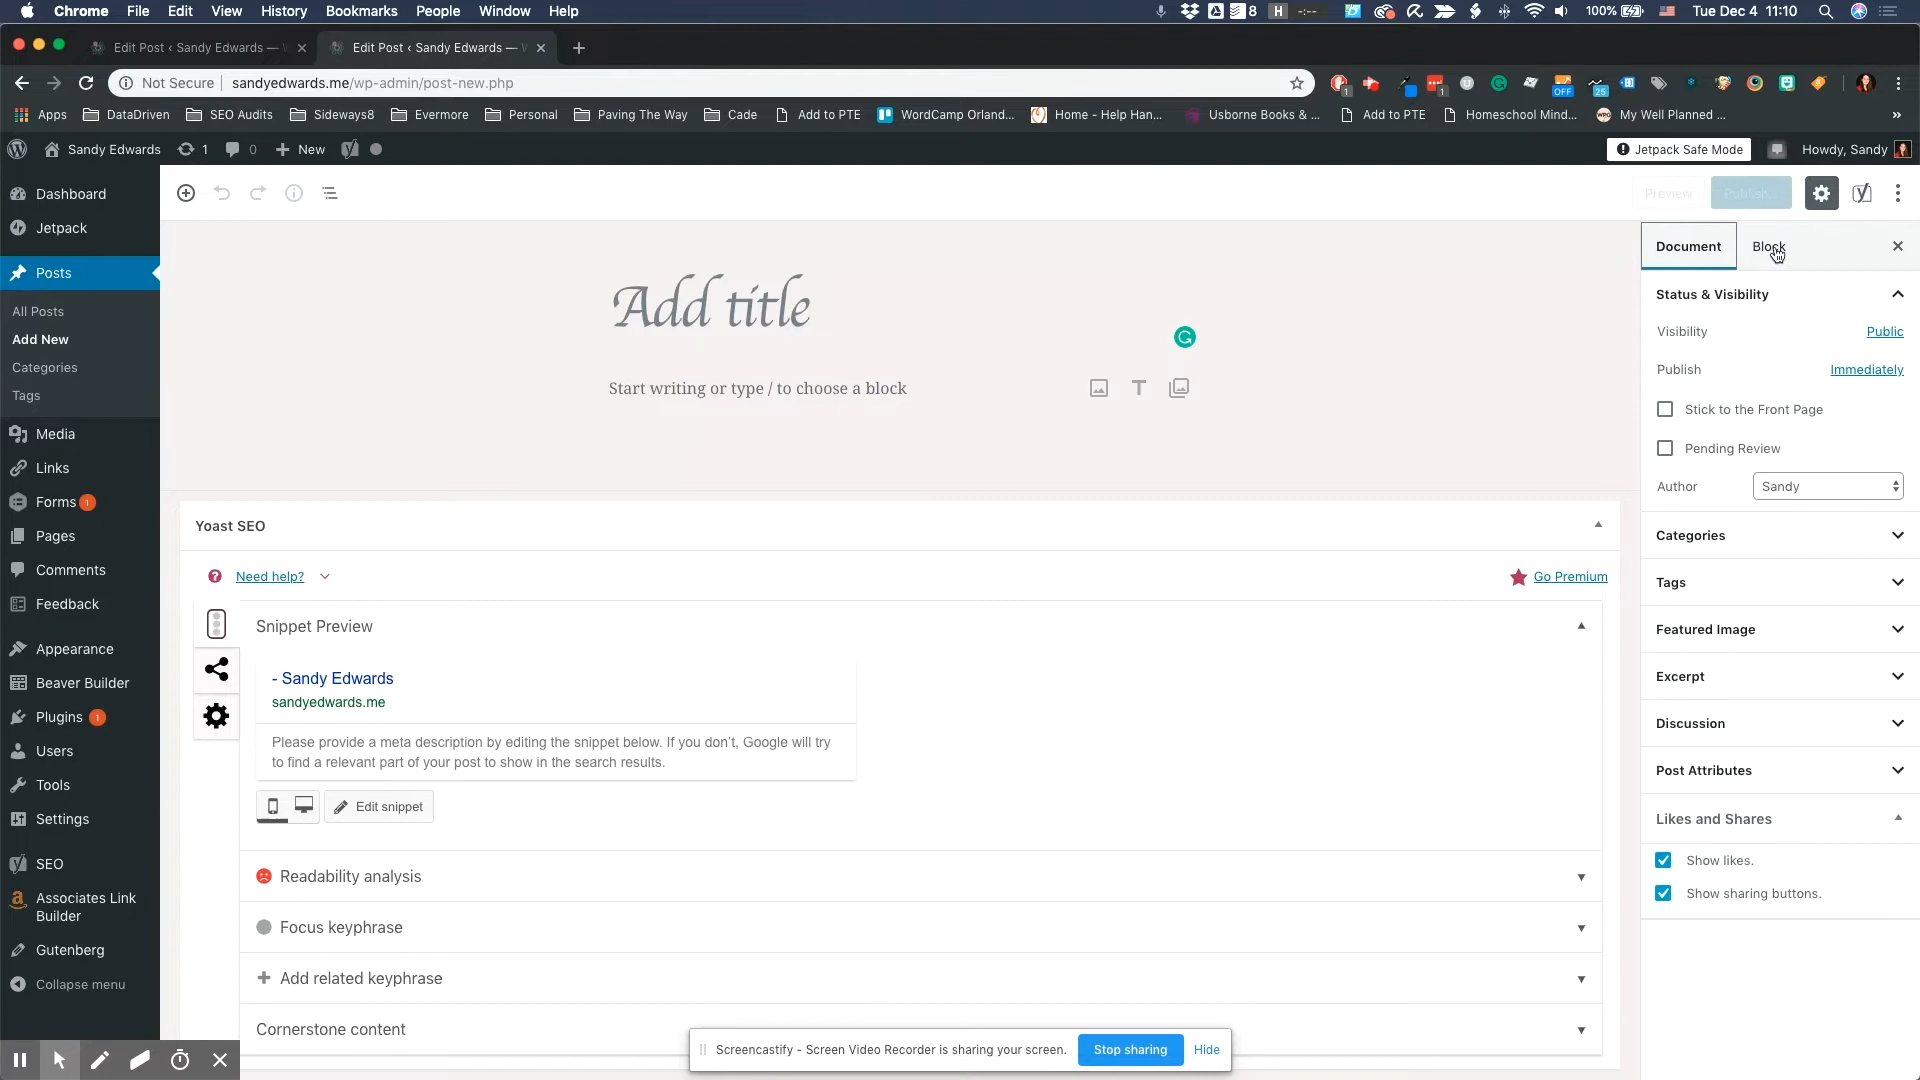 Chrome File Edit View History Bookmarks People Window Help 8 H -:-- 100% Tue Dec 4 11:10
Edit Post ‹ Sandy Edwards — Edit Post ‹ Sandy Edwards —
Not Secure sandyedwards.me/wp-admin/post-new.php 1 1 OFF 25
Apps DataDriven SEO Audits Sideways8 Evermore Personal Paving The Way Cade Add to PTE WordCamp Orland... Home - Help Han... Usborne Books & ... Add to PTE Homeschool Mind... My Well Planned ... »
Sandy Edwards 1 0 New Jetpack Safe Mode Howdy, Sandy
Dashboard
Jetpack
Posts
All Posts
Add New
Categories
Tags
Media
Links
Forms 1
Pages
Comments
Feedback
Appearance
Beaver Builder
Plugins 1
Users
Tools
Settings
SEO
Associates Link
Builder
Gutenberg
Collapse menu
Preview
Add title
Start writing or type / to choose a block
T
Yoast SEO
Need help?
Go Premium
Snippet Preview
- Sandy Edwards
sandyedwards.me
Please provide a meta description by editing the snippet below. If you don't, Google will try
to find a relevant part of your post to show in the search results.
Edit snippet
Readability analysis
Focus keyphrase
Add related keyphrase
Cornerstone content
Screencastify - Screen Video Recorder is sharing your screen. Stop sharing Hide
Document Block
Status & Visibility
Visibility Public
Publish Immediately
Stick to the Front Page
Pending Review
Author Sandy
Categories
Tags
Featured Image
Excerpt
Discussion
Post Attributes
Likes and Shares
Show likes.
Show sharing buttons.